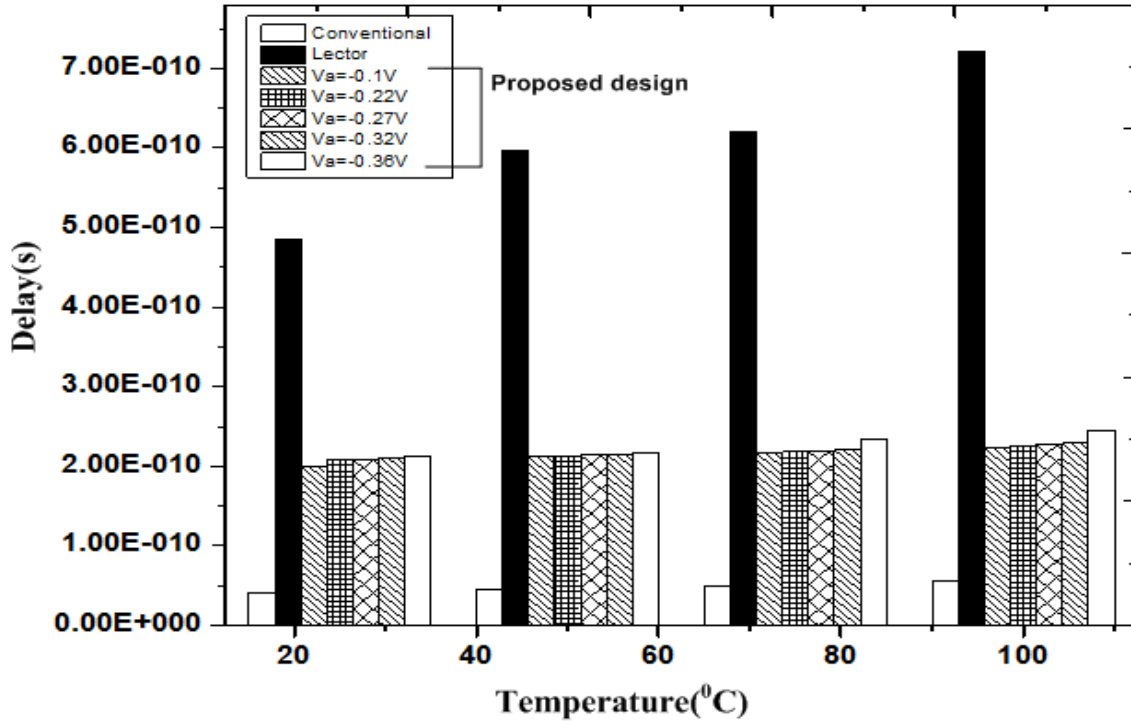 Conventional
Lector
Va=-0.1V
Va=-0.22V
Va=-0.27V
Va=-0.32V
Va=-0.36V
Proposed design
7.00E-010
6.00E-010
5.00E-010
4.00E-010
3.00E-010
2.00E-010
1.00E-010
0.00E+000
Delay(s)
20 40 60 80 100
Temperature(⁰C)